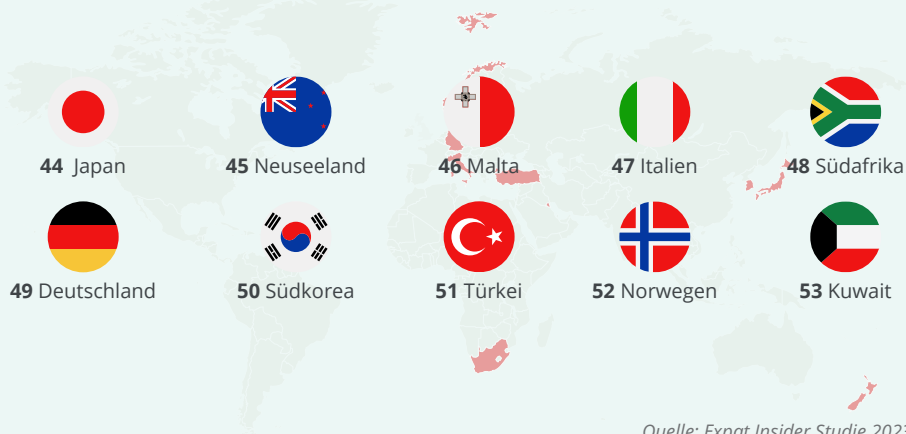 44 Japan
45 Neuseeland
46 Malta
47 Italien
48 Südafrika
49 Deutschland
50 Südkorea
51 Türkei
52 Norwegen
53 Kuwait
Quelle: Expat Insider Studie